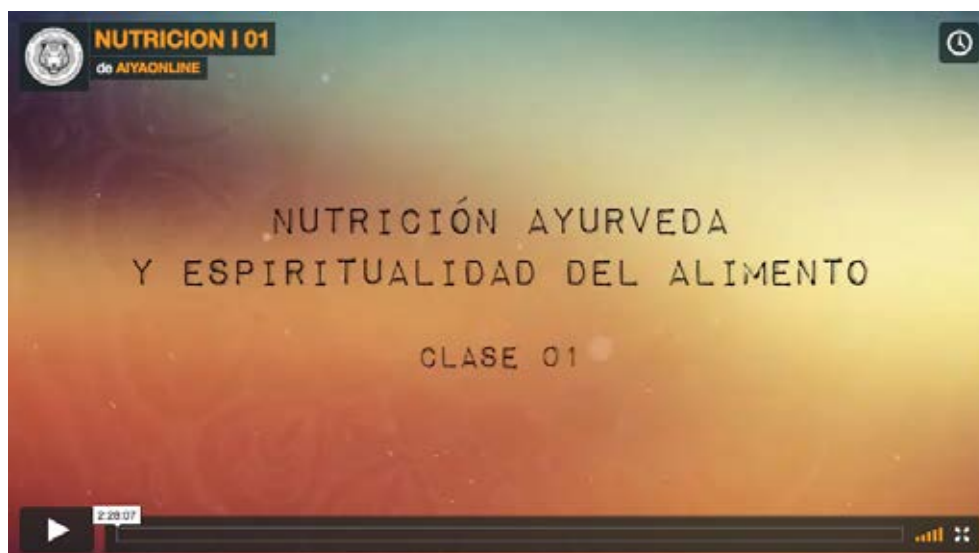 NUTRICION I 01
de AIYAONLINE
NUTRICIÓN AYURVEDA
Y ESPIRITUALIDAD DEL ALIMENTO
CLASE 01
2:28:07